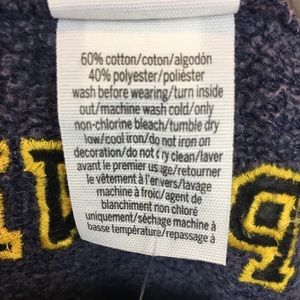 60% cotton/coton/algodón
40% polyester/poliéster
wash before wearing/turn inside
out/machine wash cold/only
non-chlorine bleach/tumble dry
low/cool iron/do not iron on
decoration/do not dry clean/laver
avant le premier usage/retourner
le vêtement à l'envers/lavage
machine à froid/agent de
blanchiment non chloré
uniquement/séchage machine à
basse température/repassage à